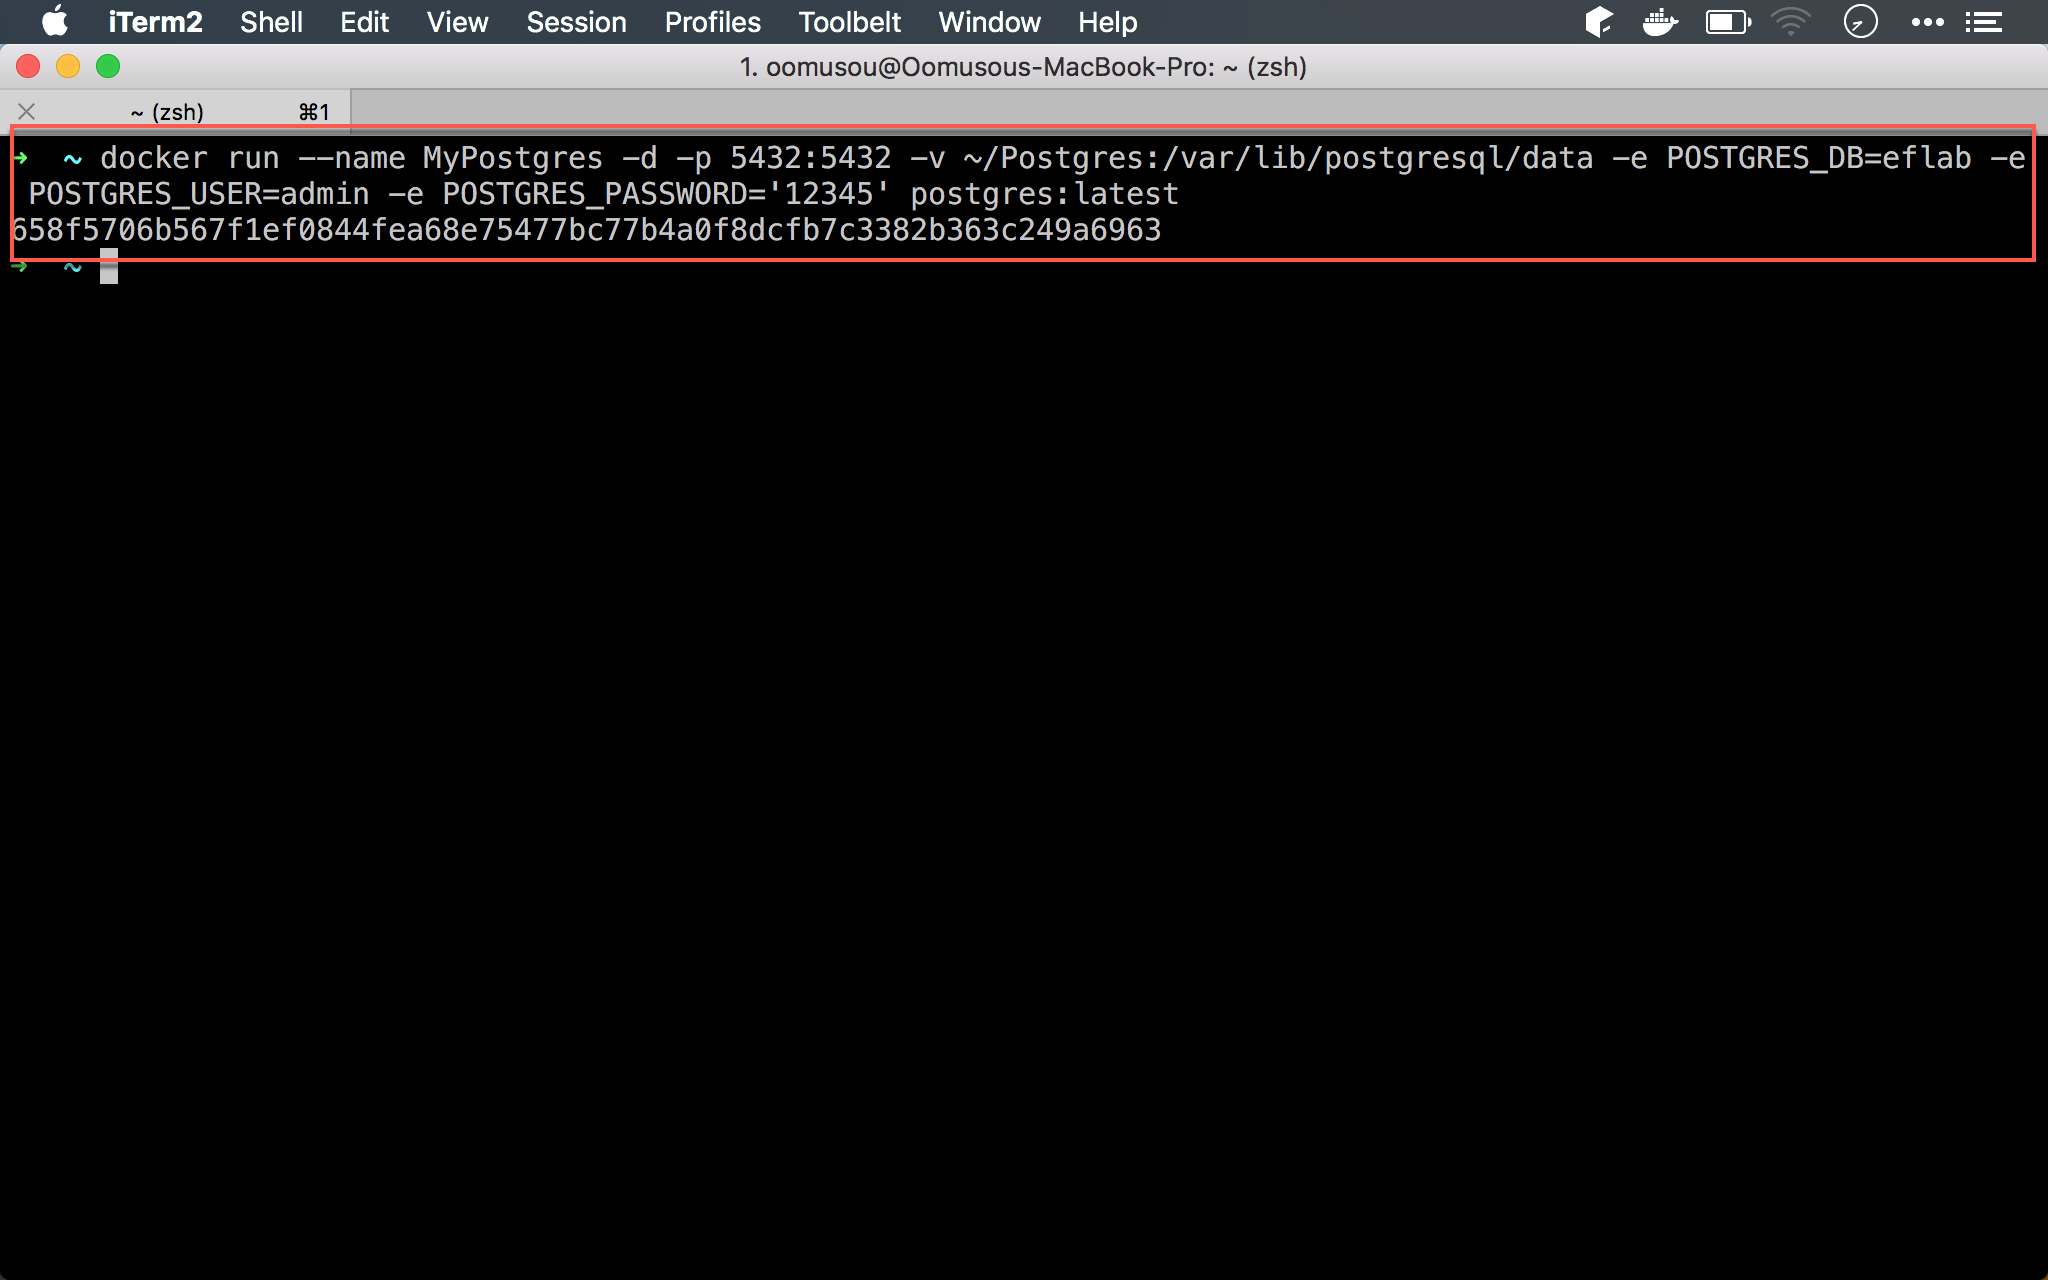 iTerm2 Shell Edit View Session Profiles Toolbelt Window Help
1. oomusou@Oomusous-MacBook-Pro: ~ (zsh)
~ (zsh) ⌘1
➜ ~ docker run --name MyPostgres -d -p 5432:5432 -v ~/Postgres:/var/lib/postgresql/data -e POSTGRES_DB=eflab -e
POSTGRES_USER=admin -e POSTGRES_PASSWORD='12345' postgres:latest
658f5706b567f1ef0844fea68e75477bc77b4a0f8dcfb7c3382b363c249a6963
➜ ~